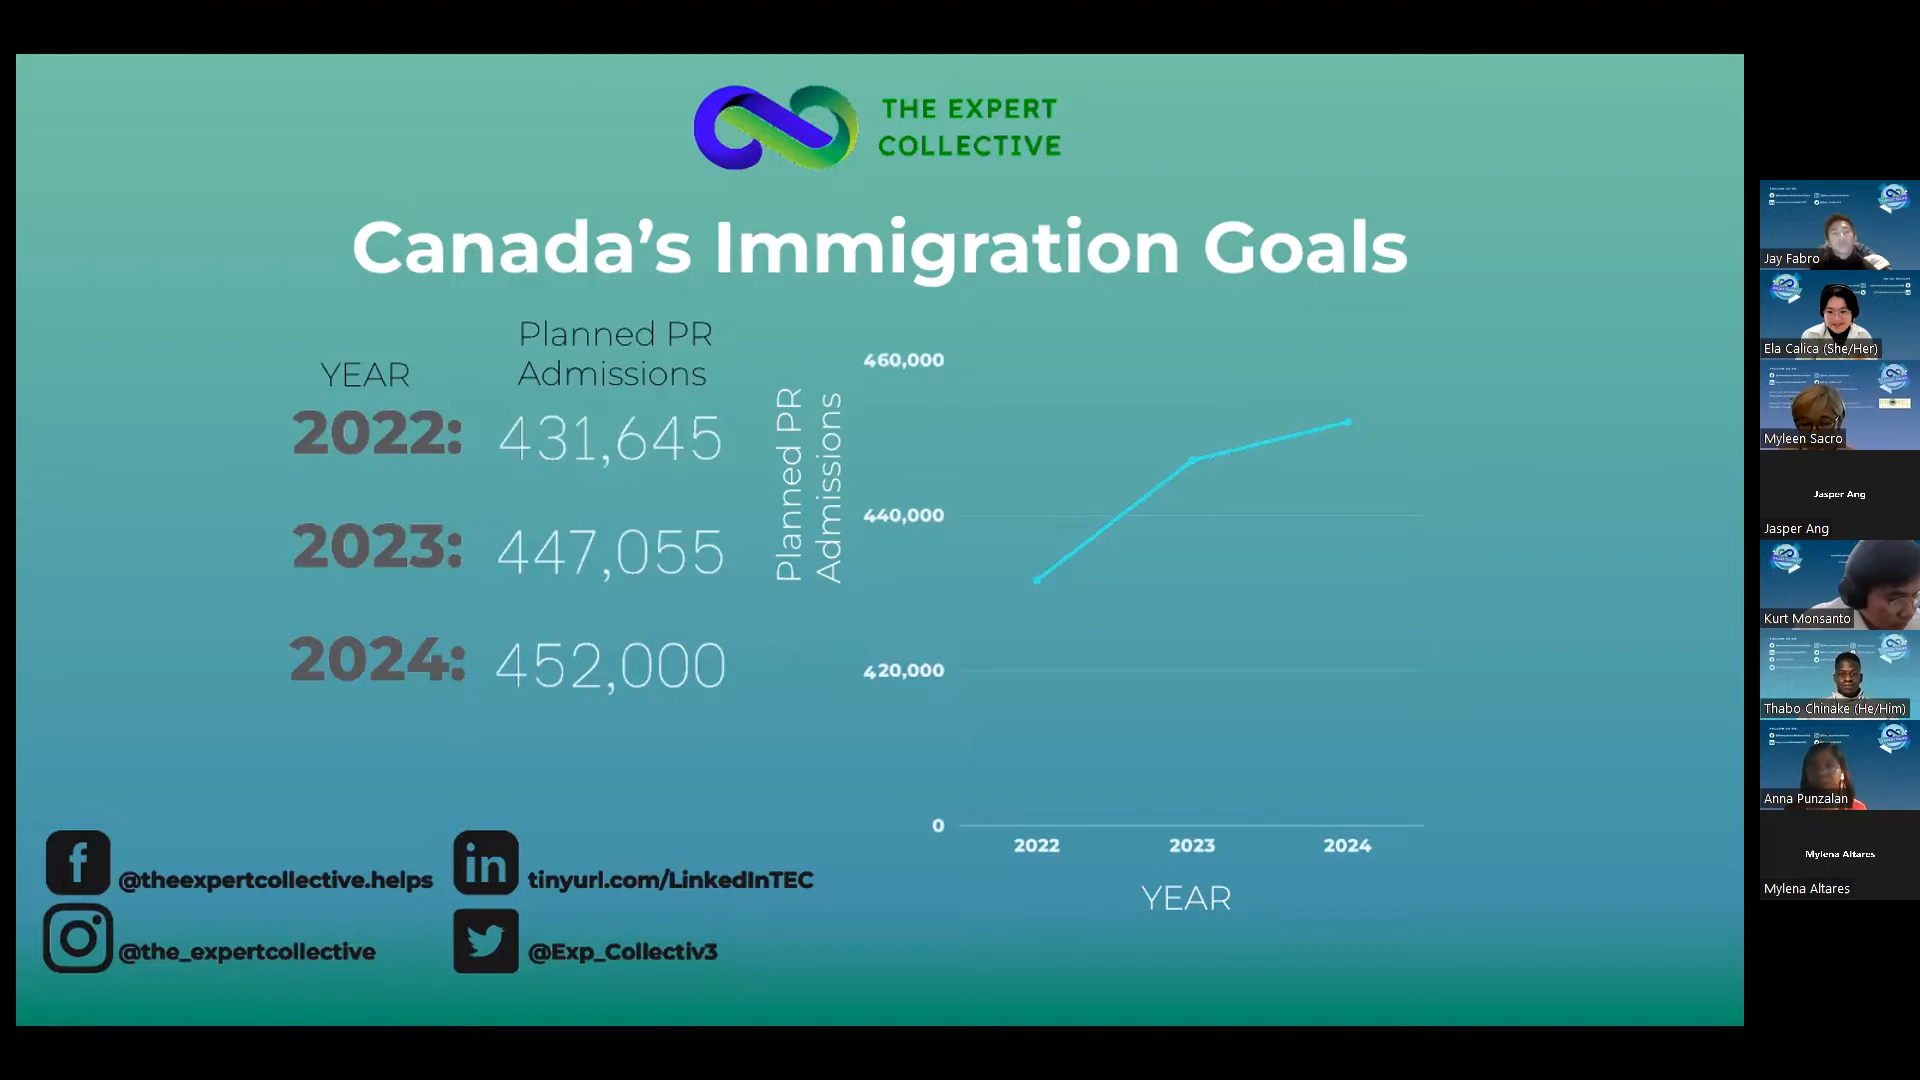 THE EXPERT
COLLECTIVE
Canada's Immigration Goals
YEAR
Planned PR
Admissions
2022: 431,645
2023: 447,055
2024: 452,000
Planned PR
Admissions
460,000
440,000
420,000
0
2022 2023 2024
YEAR
@theexpertcollective.helps
tinyurl.com/LinkedInTEC
@the_expertcollective
@Exp_Collectiv3
Jay Fabro
Ela Calica (She/Her)
Myleen Sacro
Jasper Ang
Jasper Ang
Kurt Monsanto
Thabo Chinake (He/Him)
Anna Punzalan
Mylena Altares
Mylena Altares